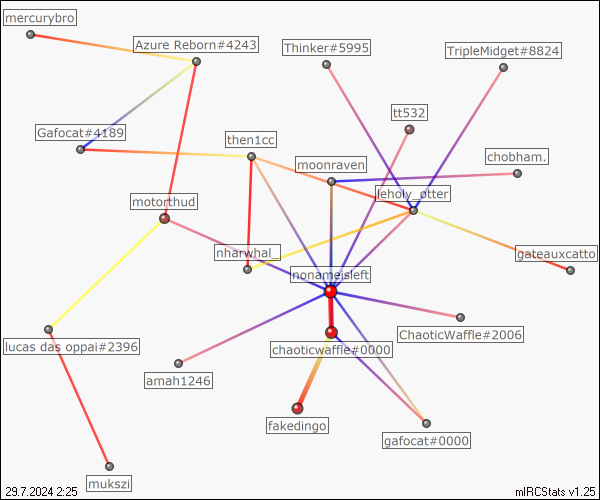 mercurybro
Azure Reborn#4243
Thinker#5995
TripleMidget#8824
tt532
Gafocat#4189
then1cc
moonraven
chobham.
leholy_otter
motorthud
nharwhal_
gateauxcatto
nonameisleft
lucas das oppai#2396
chaoticwaffle#0000
ChaoticWaffle#2006
amah1246
fakedingo
gafocat#0000
mukszi
29.7.2024 2:25
mIRCStats v1.25